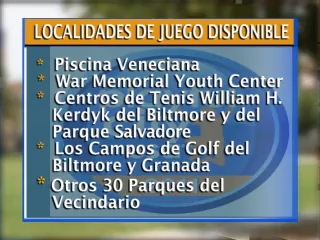 LOCALIDADES DE JUEGO DISPONIBLE
* Piscina Veneciana
* War Memorial Youth Center
* Centros de Tenis William H.
Kerdyk del Biltmore y del
Parque Salvadore
* Los Campos de Golf del
Biltmore y Granada
* Otros 30 Parques del
Vecindario